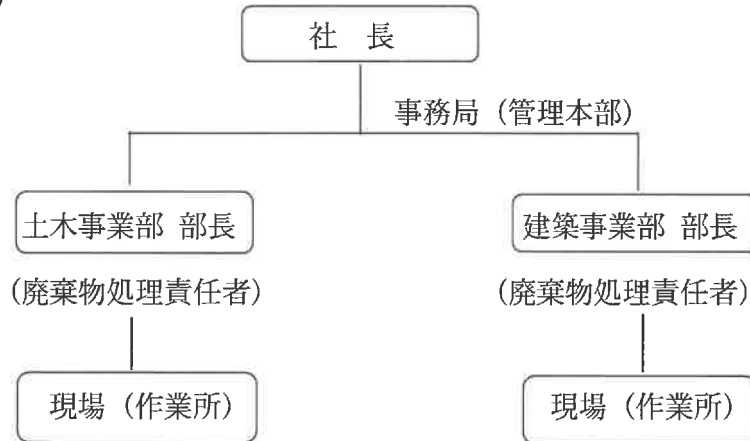 社　長
事務局（管理本部）
土木事業部 部長
建築事業部 部長
(廃棄物処理責任者)
(廃棄物処理責任者)
現場（作業所）
現場（作業所）